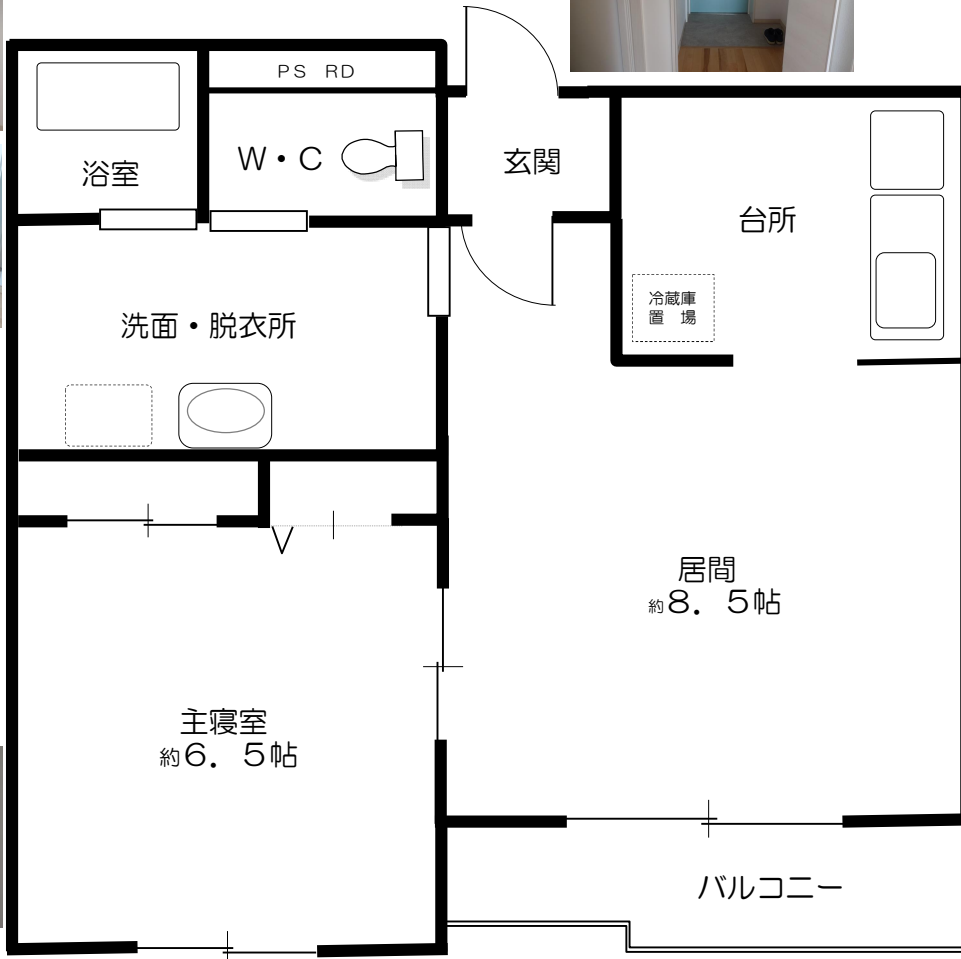 PS RD
浴室
W・C
玄関
台所
冷蔵庫
置 場
洗面・脱衣所
居間
約8. 5帖
主寝室
約6. 5帖
バルコニー